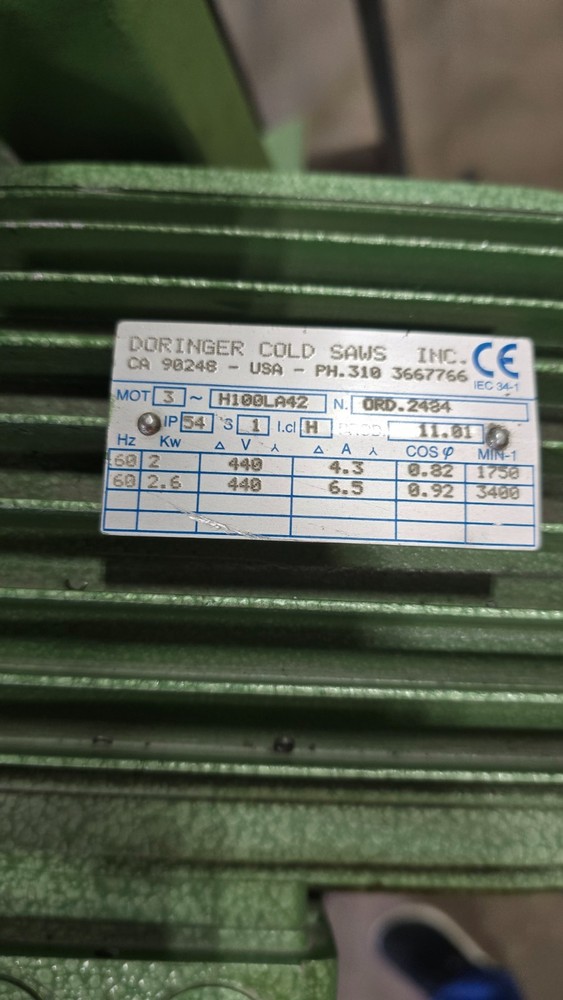 DORINGER COLD SAWS INC.
CA 90248 - USA - PH.310 3667766
CE
IEC 34-1
MOT 3 ~ H100LA42 N. ORD.2484
IP 54 S 1 I.cl H PROD. 11.01
Hz Kw Δ V ⅄ Δ A ⅄ COS φ MIN-1
60 2 440 4.3 0.82 1750
60 2.6 440 6.5 0.92 3400